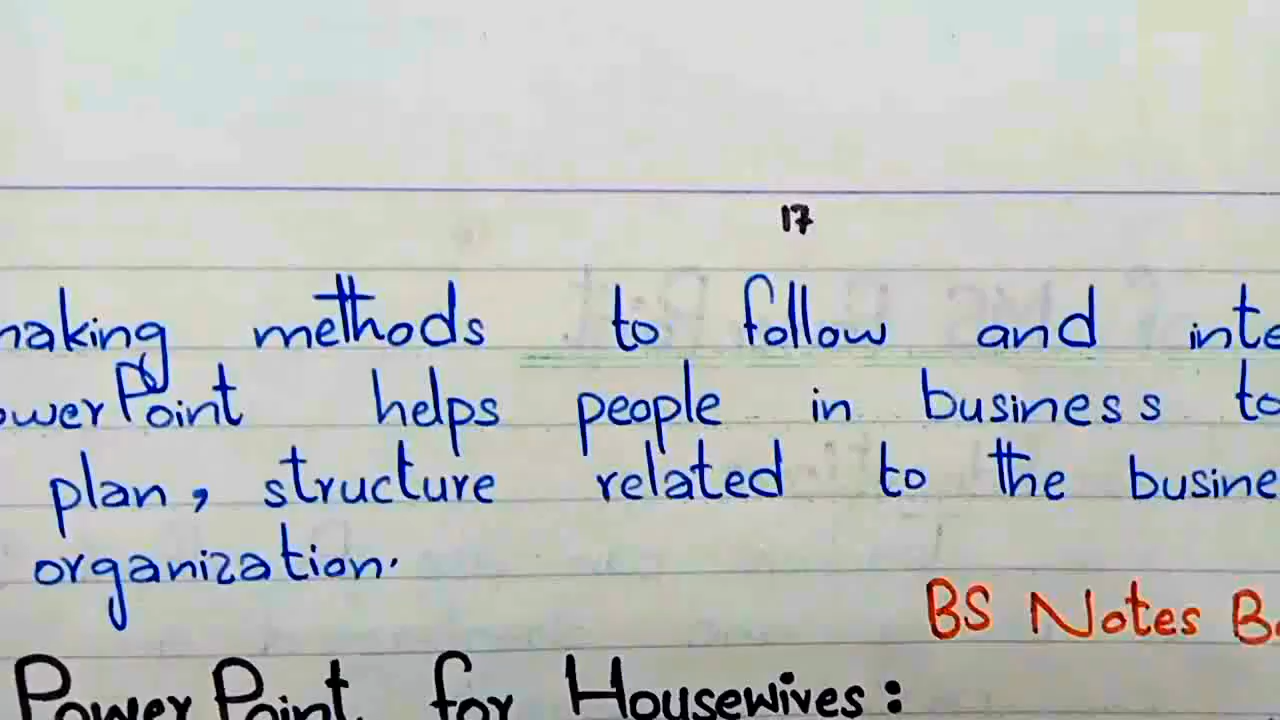 17
making methods to follow and inte
owerPoint helps people in business to
plan, structure related to the busine
organization.
BS Notes B
PowerPoint for Housewives: